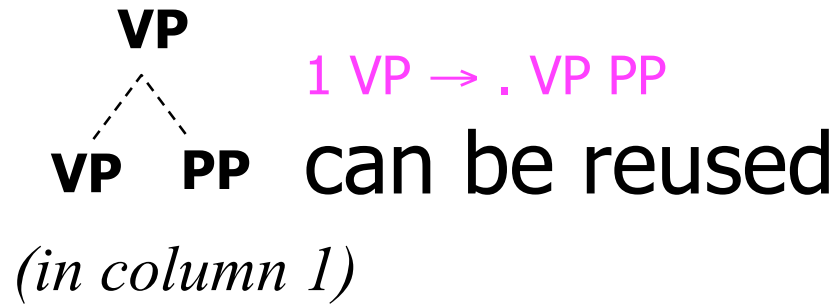 VP
1 VP → . VP PP
VP PP
can be reused
(in column 1)